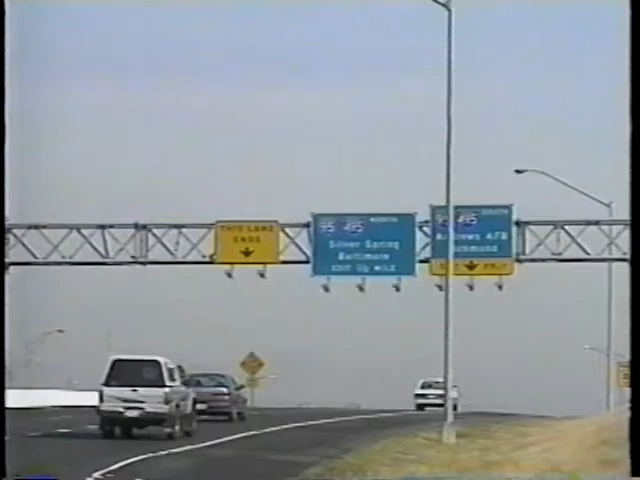 THIS LANE
ENDS
95 495 NORTH
Silver Spring
Baltimore
EXIT 1/2 MILE
95 495 SOUTH
Andrews AFB
Richmond
ONLY